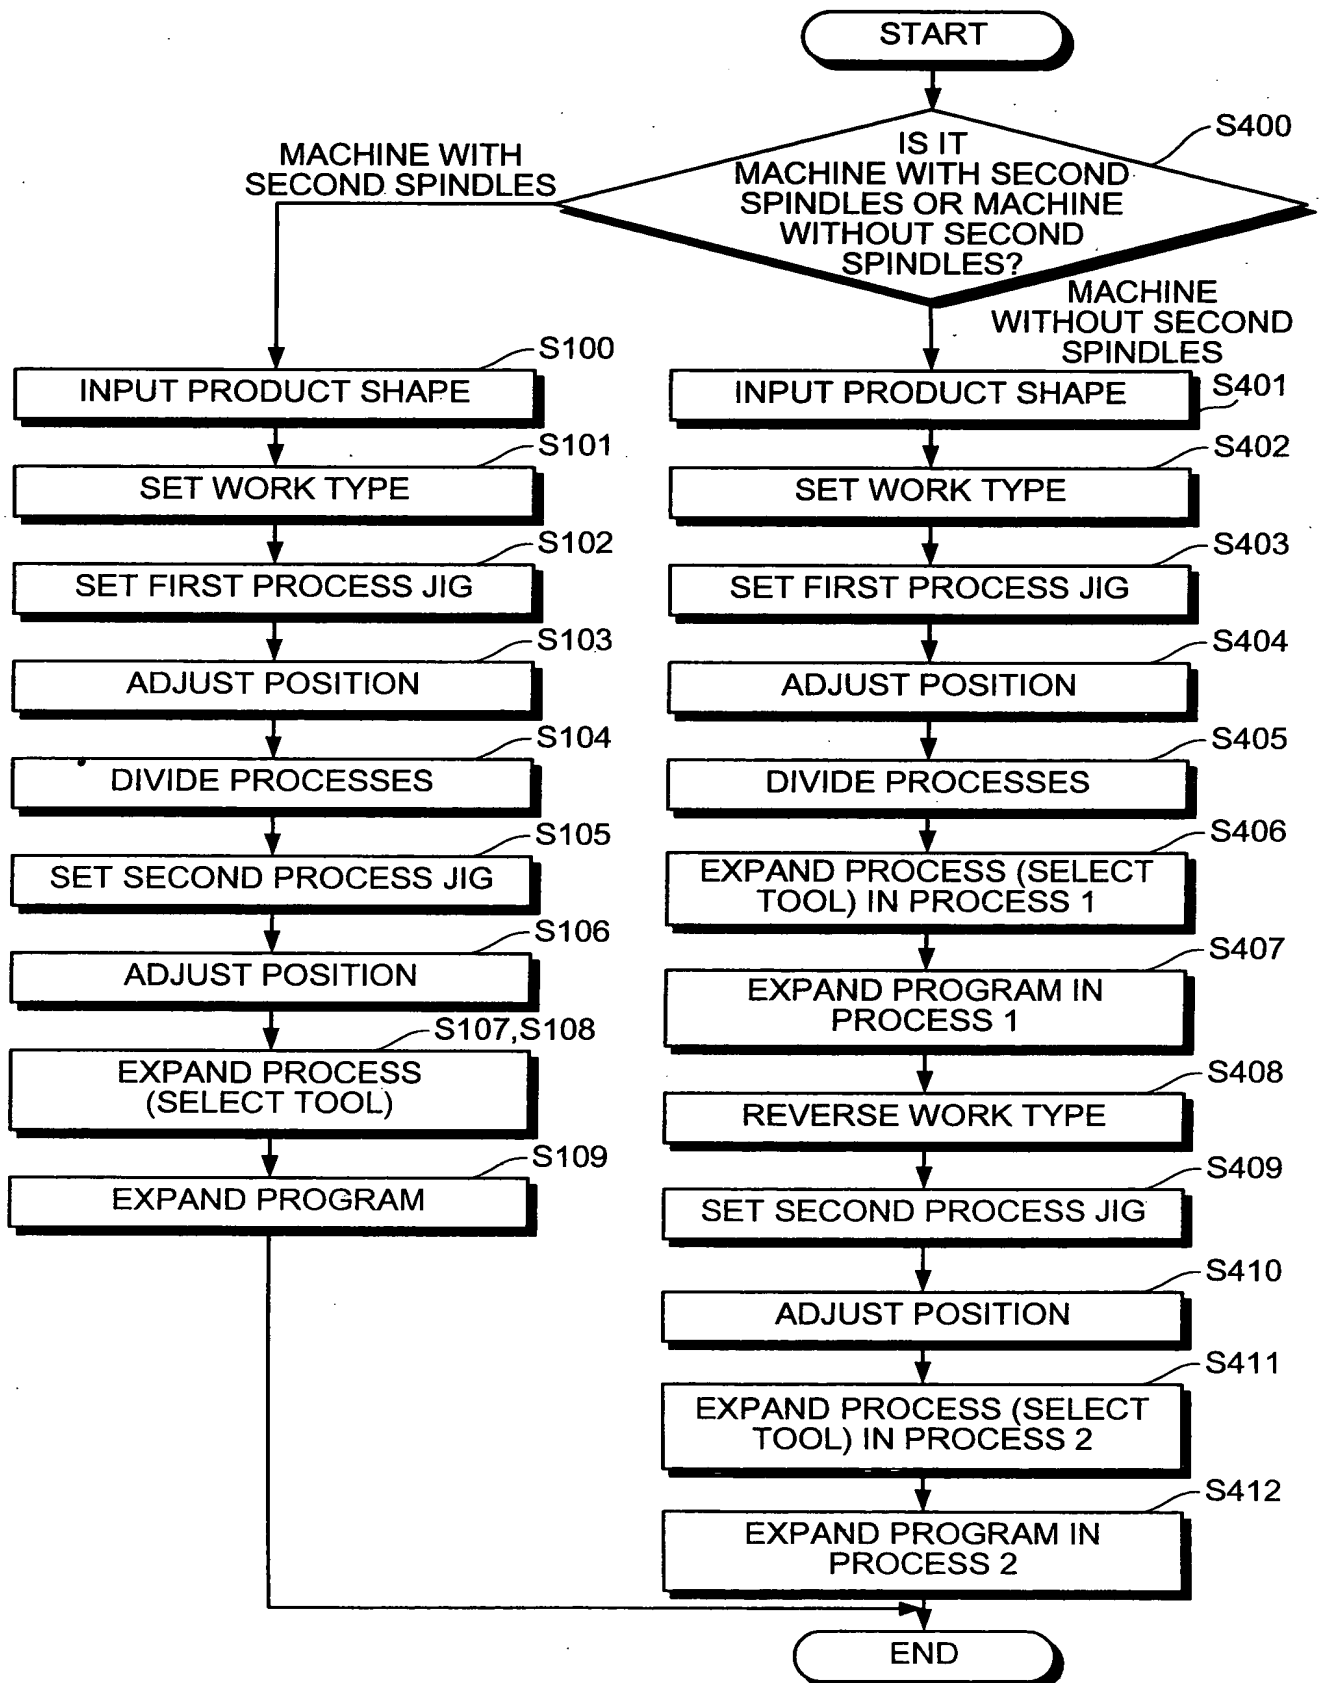 START
S400
IS IT
MACHINE WITH SECOND
SPINDLES OR MACHINE
WITHOUT SECOND
SPINDLES?
MACHINE WITH
SECOND SPINDLES
MACHINE
WITHOUT SECOND
SPINDLES
S100
INPUT PRODUCT SHAPE
S101
SET WORK TYPE
S102
SET FIRST PROCESS JIG
S103
ADJUST POSITION
S104
DIVIDE PROCESSES
S105
SET SECOND PROCESS JIG
S106
ADJUST POSITION
S107,S108
EXPAND PROCESS
(SELECT TOOL)
S109
EXPAND PROGRAM
S401
INPUT PRODUCT SHAPE
S402
SET WORK TYPE
S403
SET FIRST PROCESS JIG
S404
ADJUST POSITION
S405
DIVIDE PROCESSES
S406
EXPAND PROCESS (SELECT
TOOL) IN PROCESS 1
S407
EXPAND PROGRAM IN
PROCESS 1
S408
REVERSE WORK TYPE
S409
SET SECOND PROCESS JIG
S410
ADJUST POSITION
S411
EXPAND PROCESS (SELECT
TOOL) IN PROCESS 2
S412
EXPAND PROGRAM IN
PROCESS 2
END